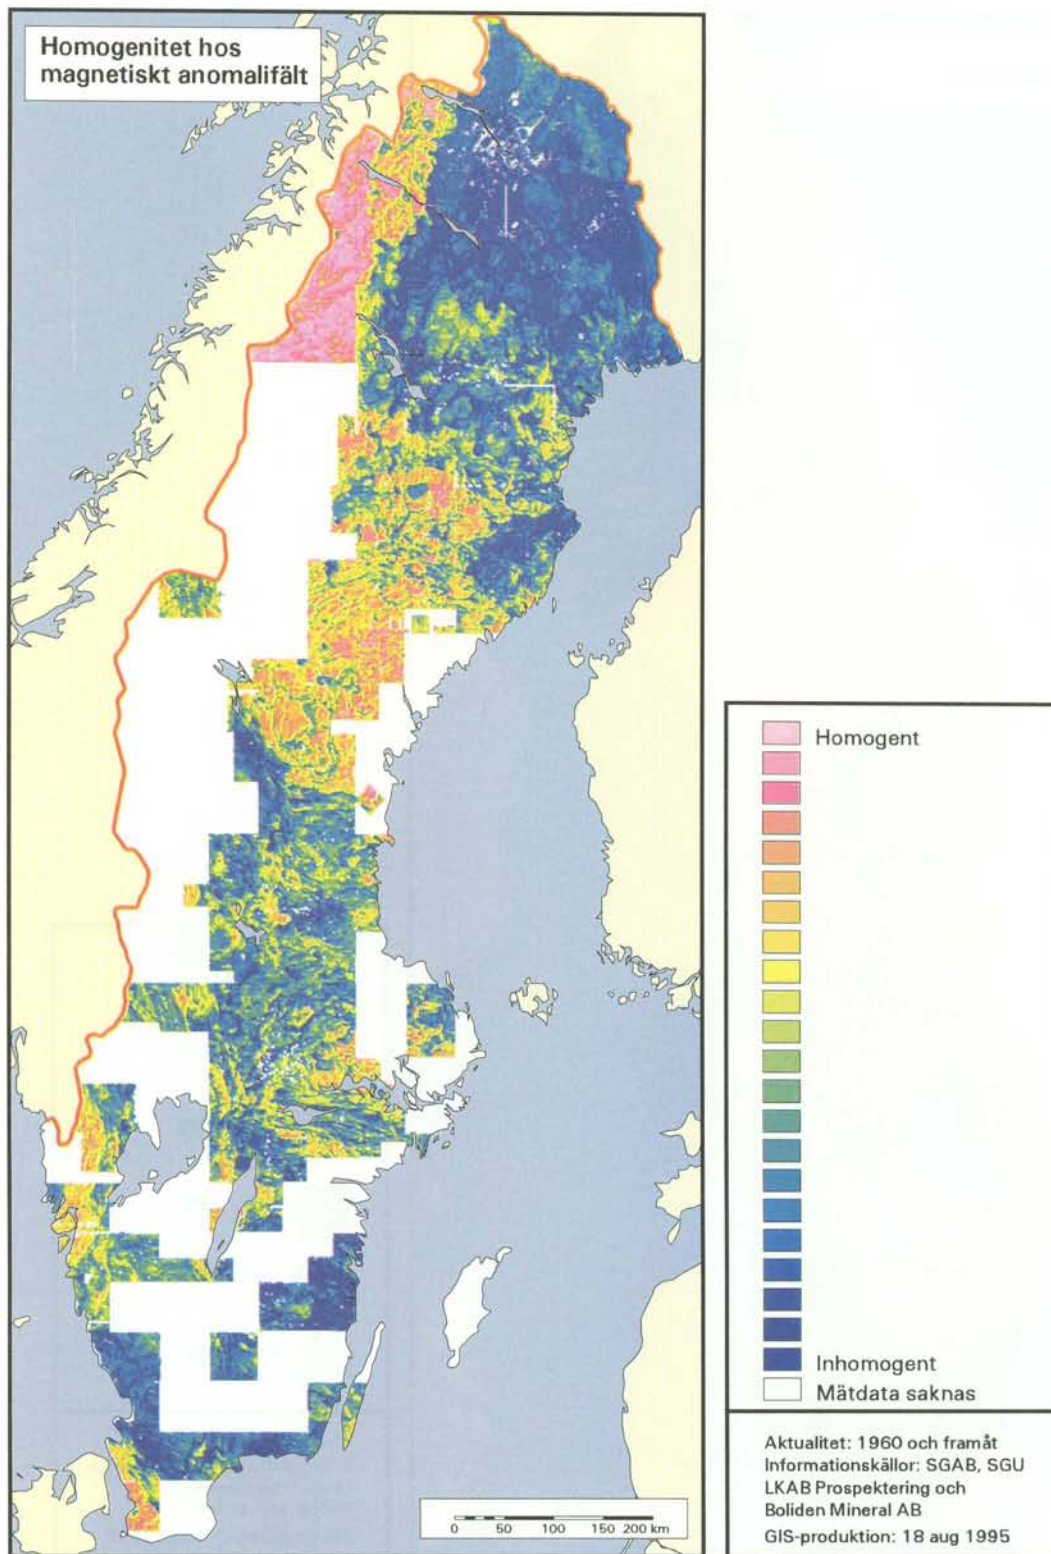 Homogenitet hos
magnetiskt anomalifält
Homogent
Inhomogent
Mätdata saknas
0 50 100 150 200 km
Aktualitet: 1960 och framåt
Informationskällor: SGAB, SGU
LKAB Prospektering och
Boliden Mineral AB
GIS-produktion: 18 aug 1995